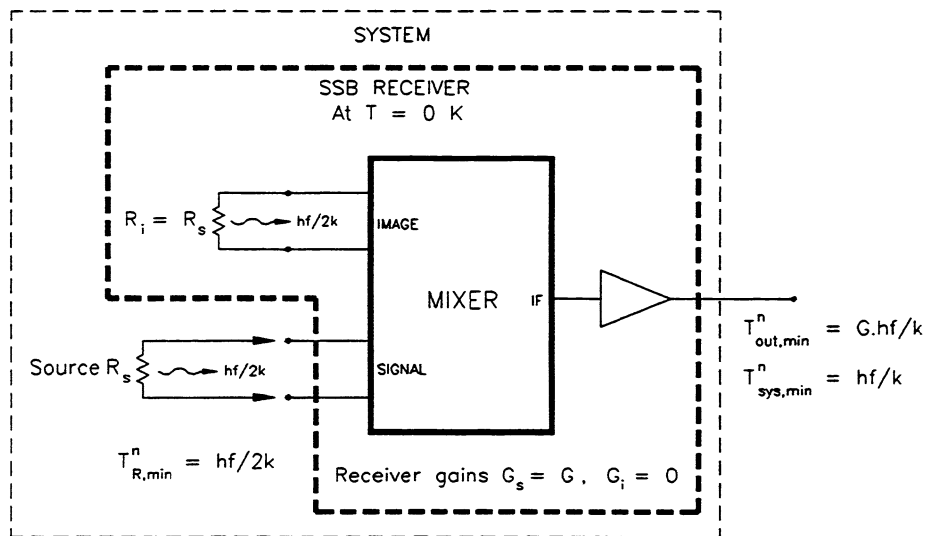 SYSTEM
SSB RECEIVER
At T = 0 K
R_i = R_s
hf/2k
IMAGE
MIXER
IF
T^n_out,min = G.hf/k
T^n_sys,min = hf/k
Source R_s
hf/2k
SIGNAL
T^n_R,min = hf/2k
Receiver gains G_s = G, G_i = 0